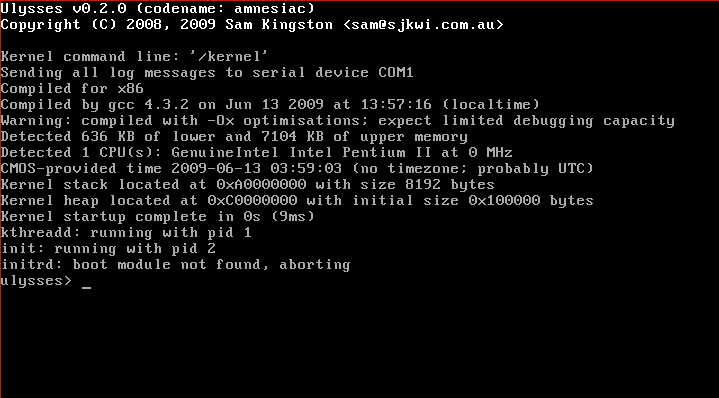 Ulysses v0.2.0 (codename: amnesiac)
Copyright (C) 2008, 2009 Sam Kingston <sam@sjkwi.com.au>
Kernel command line: '/kernel'
Sending all log messages to serial device COM1
Compiled for x86
Compiled by gcc 4.3.2 on Jun 13 2009 at 13:57:16 (localtime)
Warning: compiled with -Ox optimisations; expect limited debugging capacity
Detected 636 KB of lower and 7104 KB of upper memory
Detected 1 CPU(s): GenuineIntel Intel Pentium II at 0 MHz
CMOS-provided time 2009-06-13 03:59:03 (no timezone; probably UTC)
Kernel stack located at 0xA0000000 with size 8192 bytes
Kernel heap located at 0xC0000000 with initial size 0x100000 bytes
Kernel startup complete in 0s (9ms)
kthreadd: running with pid 1
init: running with pid 2
initrd: boot module not found, aborting
ulysses> _